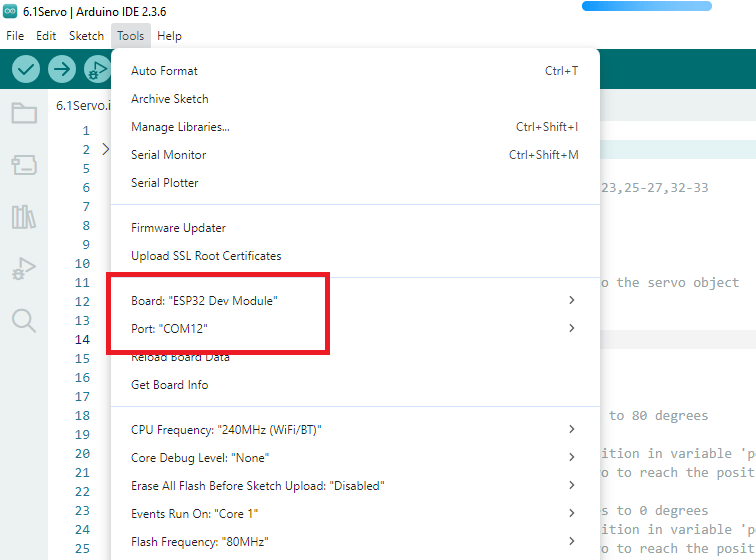 6.1Servo | Arduino IDE 2.3.6
File Edit Sketch Tools Help
Auto Format Ctrl+T
6.1Servo.i Archive Sketch
1 Manage Libraries... Ctrl+Shift+I
2 Serial Monitor Ctrl+Shift+M
5 Serial Plotter
6 23,25-27,32-33
7
8 Firmware Updater
9
10 Upload SSL Root Certificates
11 o the servo object
12 Board: "ESP32 Dev Module"
13 Port: "COM12"
14
15 Reload Board Data
16 Get Board Info
17
18 to 80 degrees
19 CPU Frequency: "240MHz (WiFi/BT)"
20 Core Debug Level: "None" ition in variable 'p
21 vo to reach the posit
22 Erase All Flash Before Sketch Upload: "Disabled"
23 Events Run On: "Core 1" s to 0 degrees
24 ition in variable 'p
25 Flash Frequency: "80MHz" vo to reach the posit